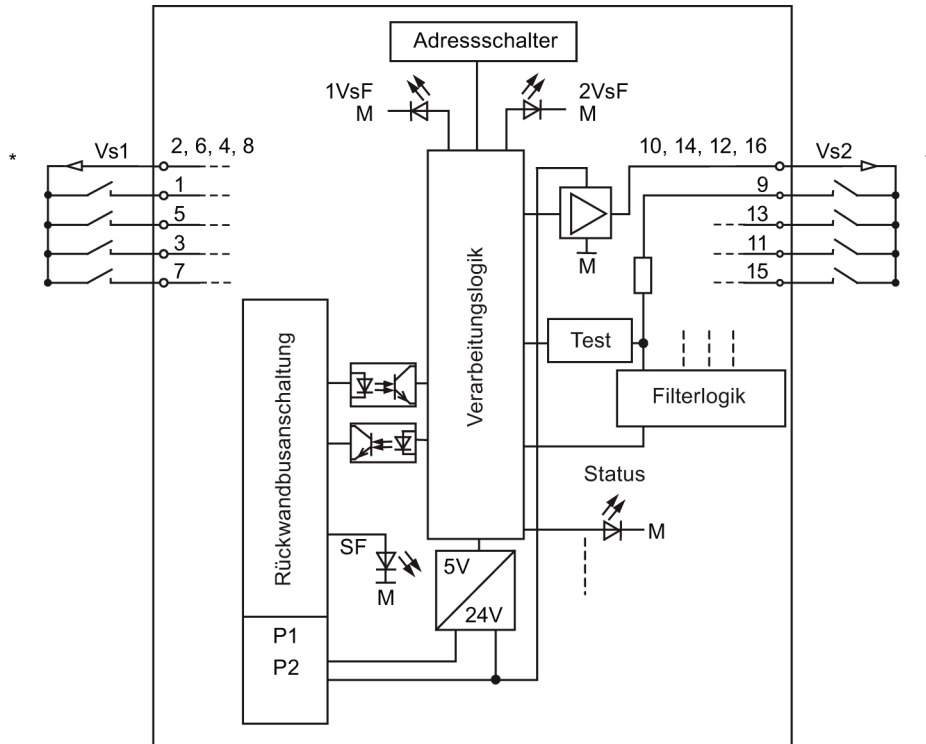 Adressschalter
1VsF
M
2VsF
M
*
Vs1
2, 6, 4, 8
10, 14, 12, 16
Vs2
1
9
5
13
3
11
7
15
M
Verarbeitungslogik
Test
Filterlogik
Rückwandbusanschaltung
Status
M
SF
M
5V
24V
P1
P2